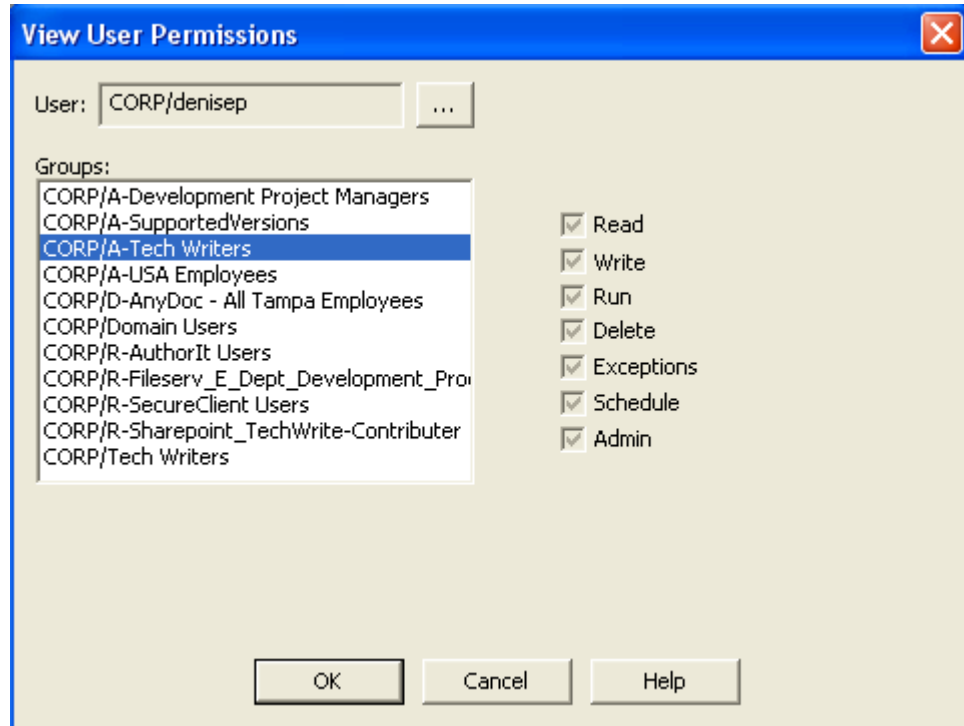 View User Permissions
User: CORP/denisep ...
Groups:
CORP/A-Development Project Managers
CORP/A-SupportedVersions
CORP/A-Tech Writers
CORP/A-USA Employees
CORP/D-AnyDoc - All Tampa Employees
CORP/Domain Users
CORP/R-AuthorIt Users
CORP/R-Fileserv_E_Dept_Development_Pro
CORP/R-SecureClient Users
CORP/R-Sharepoint_TechWrite-Contributer
CORP/Tech Writers
Read
Write
Run
Delete
Exceptions
Schedule
Admin
OK Cancel Help